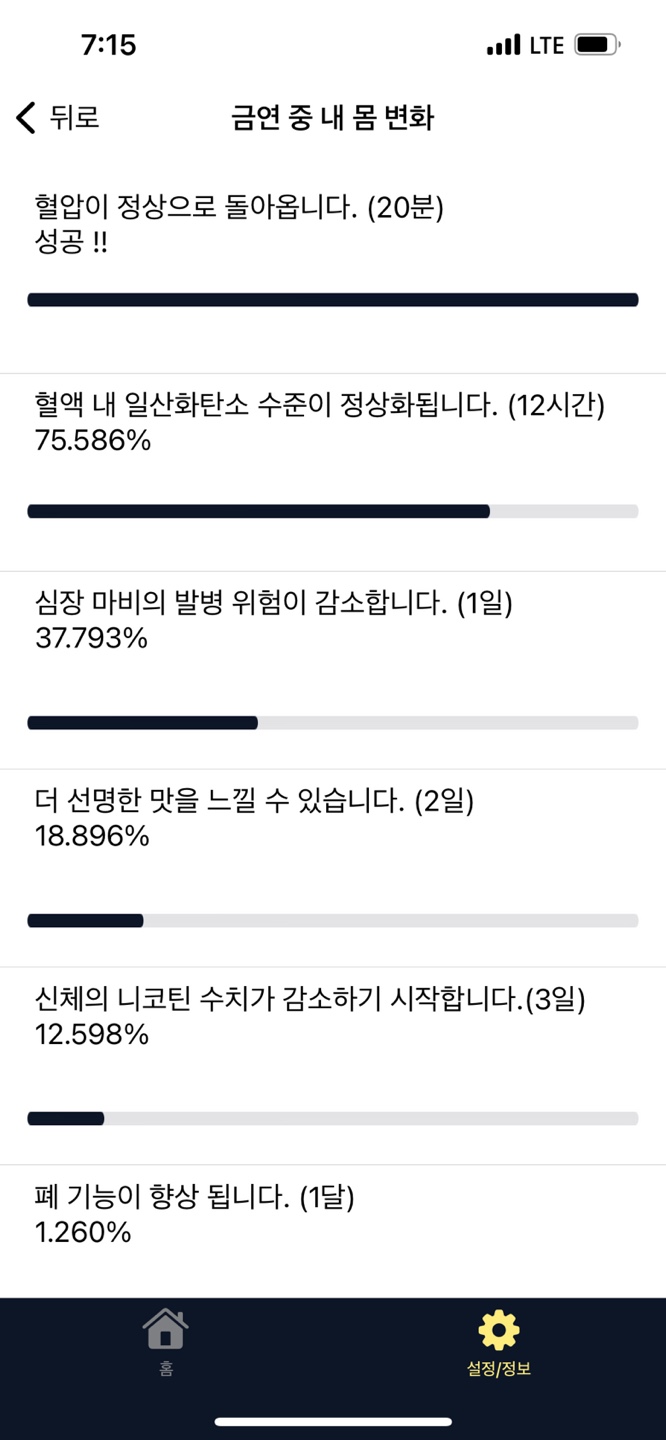 7:15 LTE
뒤로 금연 중 내 몸 변화
혈압이 정상으로 돌아옵니다. (20분)
성공 !!
혈액 내 일산화탄소 수준이 정상화됩니다. (12시간)
75.586%
심장 마비의 발병 위험이 감소합니다. (1일)
37.793%
더 선명한 맛을 느낄 수 있습니다. (2일)
18.896%
신체의 니코틴 수치가 감소하기 시작합니다.(3일)
12.598%
폐 기능이 향상 됩니다. (1달)
1.260%
홈 설정/정보